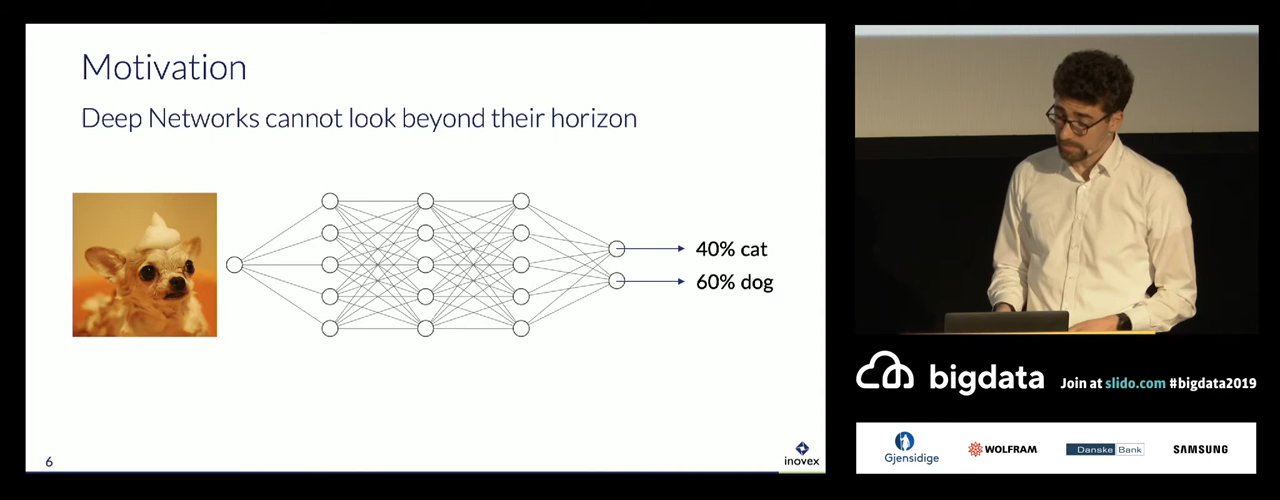 Motivation
Deep Networks cannot look beyond their horizon
40% cat
60% dog
6
inovex
bigdata
Join at slido.com #bigdata2019
Gjensidige
WOLFRAM
Danske Bank
SAMSUNG